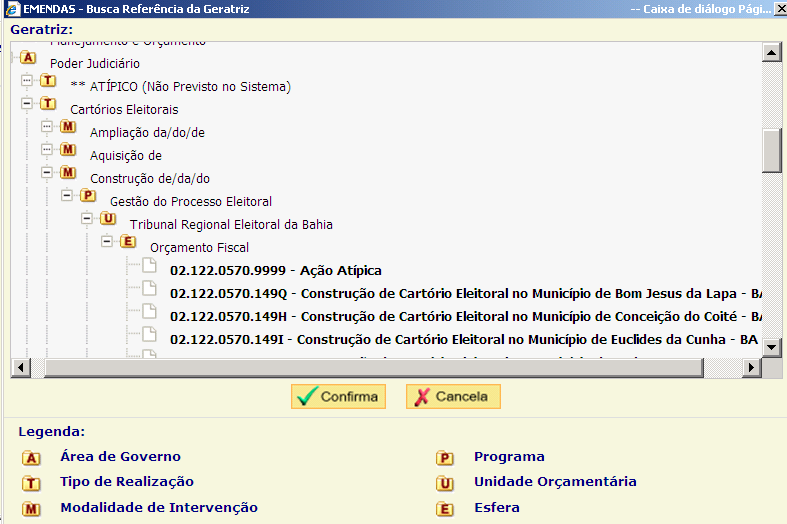 EMENDAS - Busca Referência da Geratriz -- Caixa de diálogo Pági...
Geratriz:
Planejamento e Orçamento
A Poder Judiciário
T ** ATÍPICO (Não Previsto no Sistema)
T Cartórios Eleitorais
M Ampliação da/do/de
M Aquisição de
M Construção de/da/do
P Gestão do Processo Eleitoral
U Tribunal Regional Eleitoral da Bahia
E Orçamento Fiscal
02.122.0570.9999 - Ação Atípica
02.122.0570.149Q - Construção de Cartório Eleitoral no Município de Bom Jesus da Lapa - BA
02.122.0570.149H - Construção de Cartório Eleitoral no Município de Conceição do Coité - BA
02.122.0570.149I - Construção de Cartório Eleitoral no Município de Euclides da Cunha - BA
Confirma Cancela
Legenda:
A Área de Governo P Programa
T Tipo de Realização U Unidade Orçamentária
M Modalidade de Intervenção E Esfera